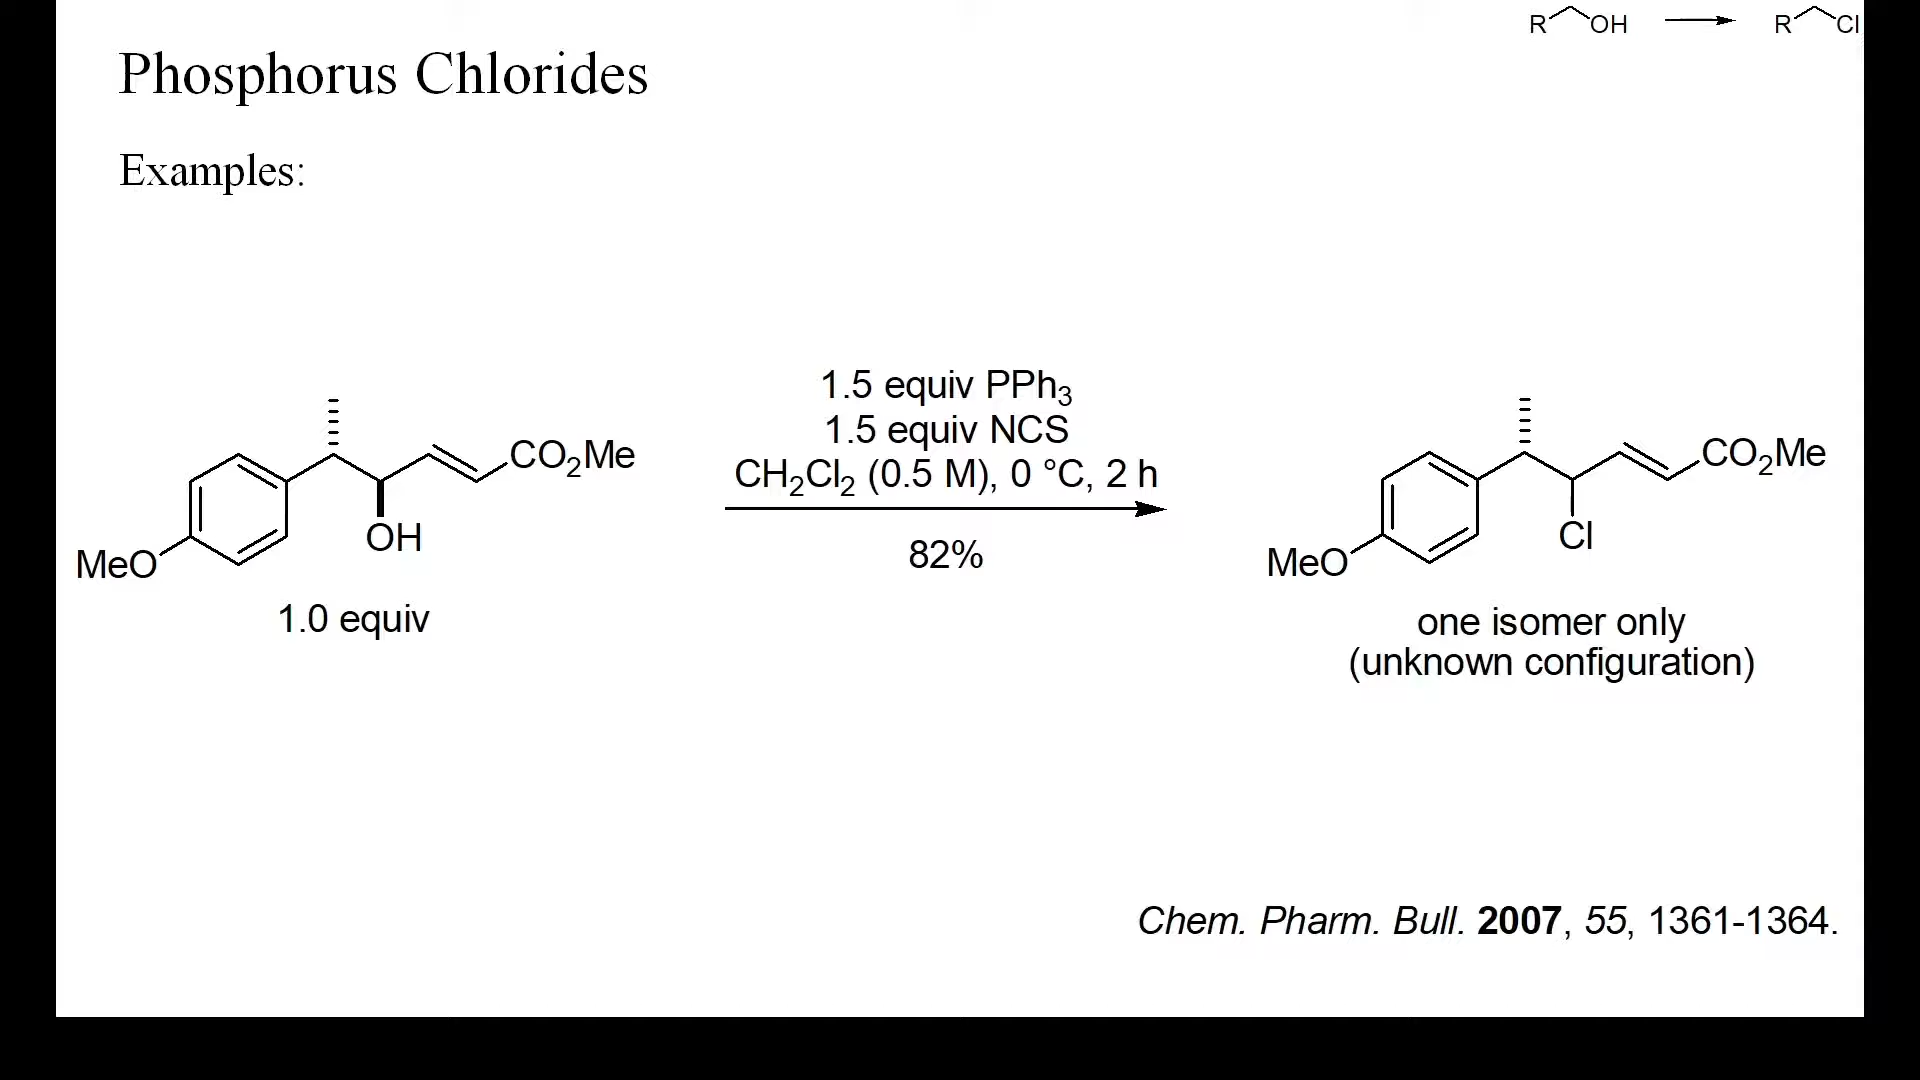 R OH R Cl
Phosphorus Chlorides
Examples:
1.5 equiv PPh₃
1.5 equiv NCS
CH₂Cl₂ (0.5 M), 0 °C, 2 h
82%
CO₂Me
OH
MeO
1.0 equiv
CO₂Me
Cl
MeO
one isomer only
(unknown configuration)
Chem. Pharm. Bull. 2007, 55, 1361-1364.